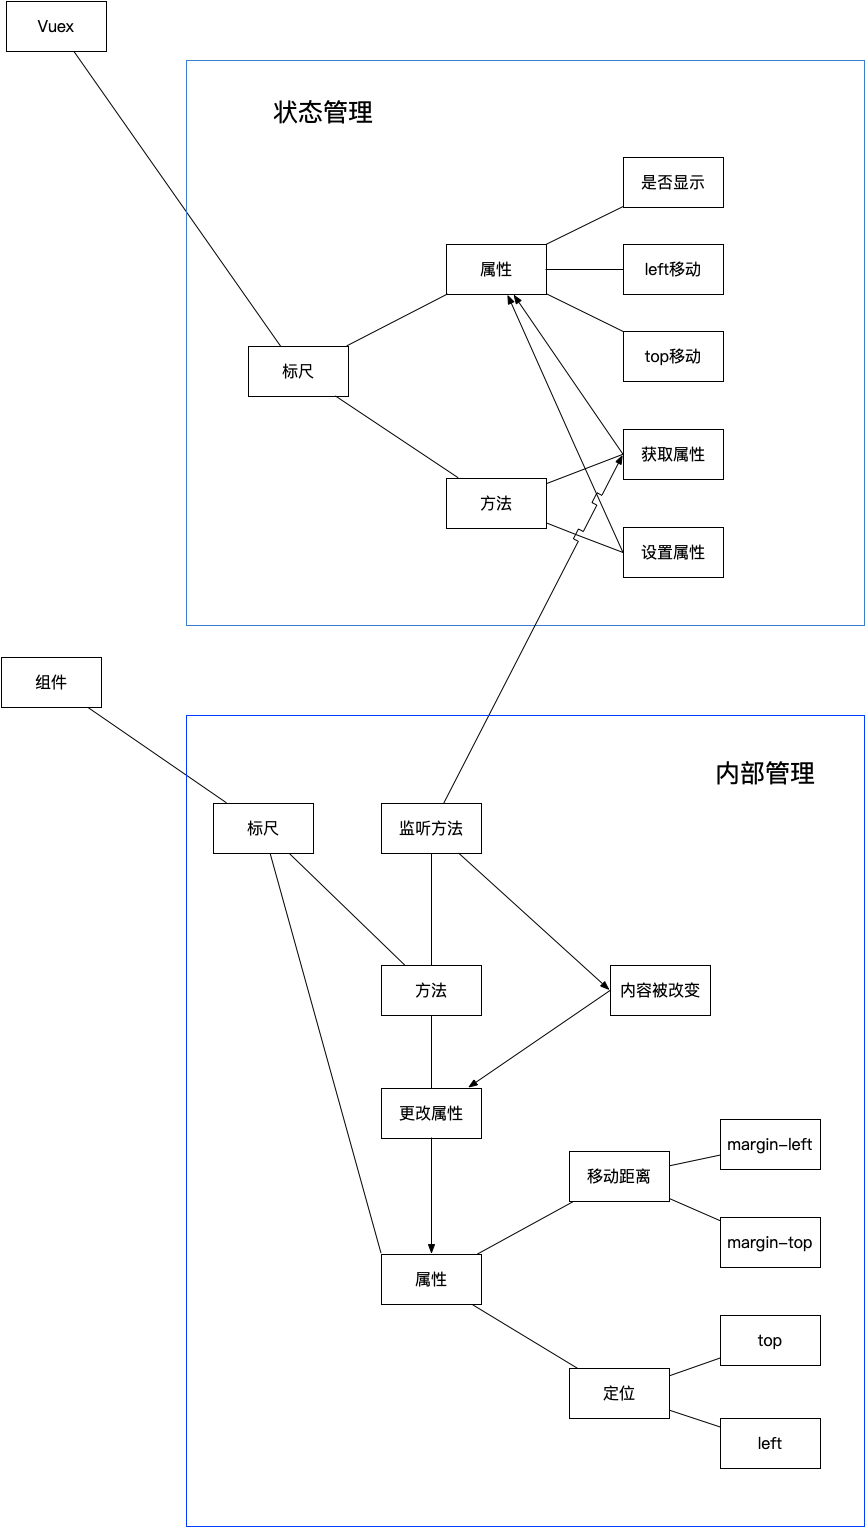 Vuex
状态管理
是否显示
属性
left移动
top移动
标尺
获取属性
方法
设置属性
组件
内部管理
标尺
监听方法
方法
内容被改变
更改属性
margin-left
移动距离
margin-top
属性
top
定位
left